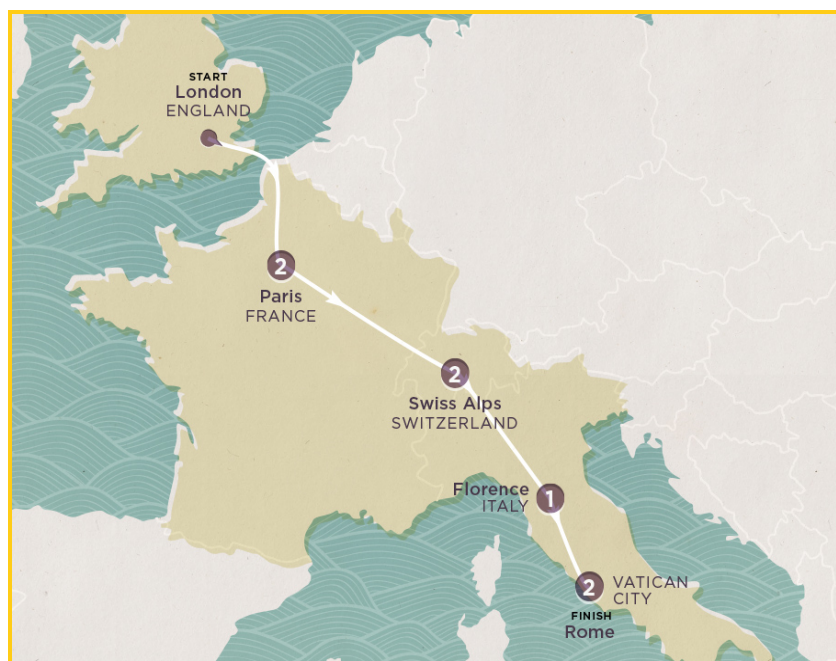 START
London
ENGLAND
2
Paris
FRANCE
2
Swiss Alps
SWITZERLAND
Florence
ITALY
1
2
VATICAN
CITY
FINISH
Rome